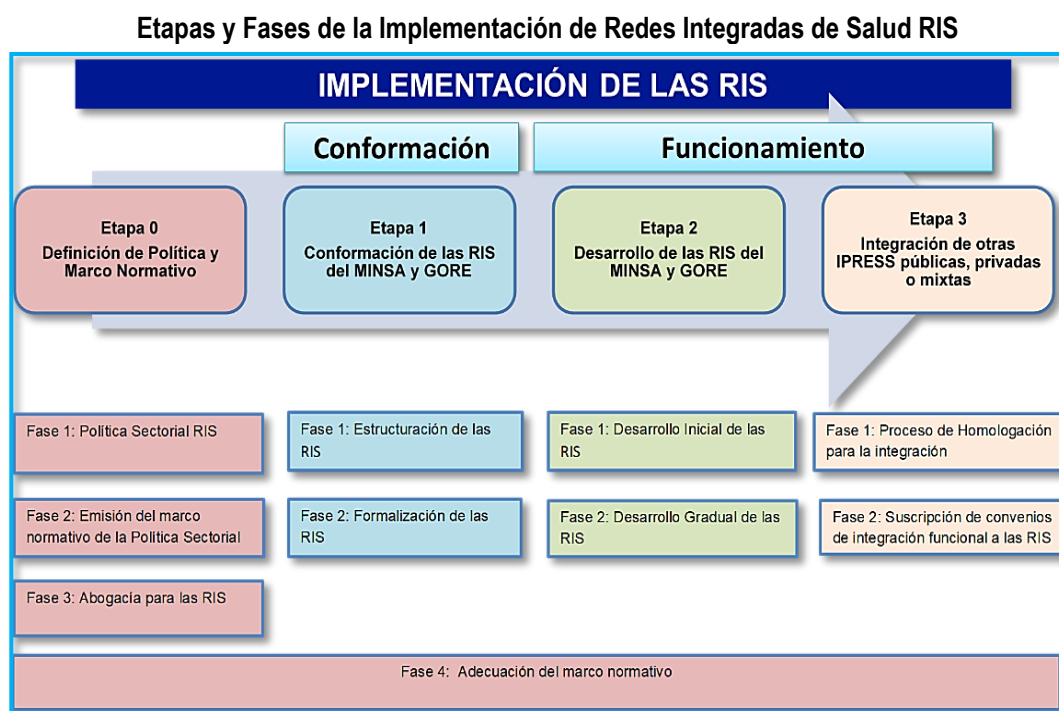 Etapas y Fases de la Implementación de Redes Integradas de Salud RIS
IMPLEMENTACIÓN DE LAS RIS
Conformación
Funcionamiento
Etapa 0
Definición de Política y
Marco Normativo
Etapa 1
Conformación de las RIS
del MINSA y GORE
Etapa 2
Desarrollo de las RIS del
MINSA y GORE
Etapa 3
Integración de otras
IPRESS públicas, privadas
o mixtas
Fase 1: Política Sectorial RIS
Fase 1: Estructuración de las
RIS
Fase 1: Desarrollo Inicial de las
RIS
Fase 1: Proceso de Homologación
para la integración
Fase 2: Emisión del marco
normativo de la Politica Sectorial
Fase 2: Formalización de las
RIS
Fase 2: Desarrollo Gradual de las
RIS
Fase 2: Suscripción de convenios
de integración funcional a las RIS
Fase 3: Abogacía para las RIS
Fase 4: Adecuación del marco normativo